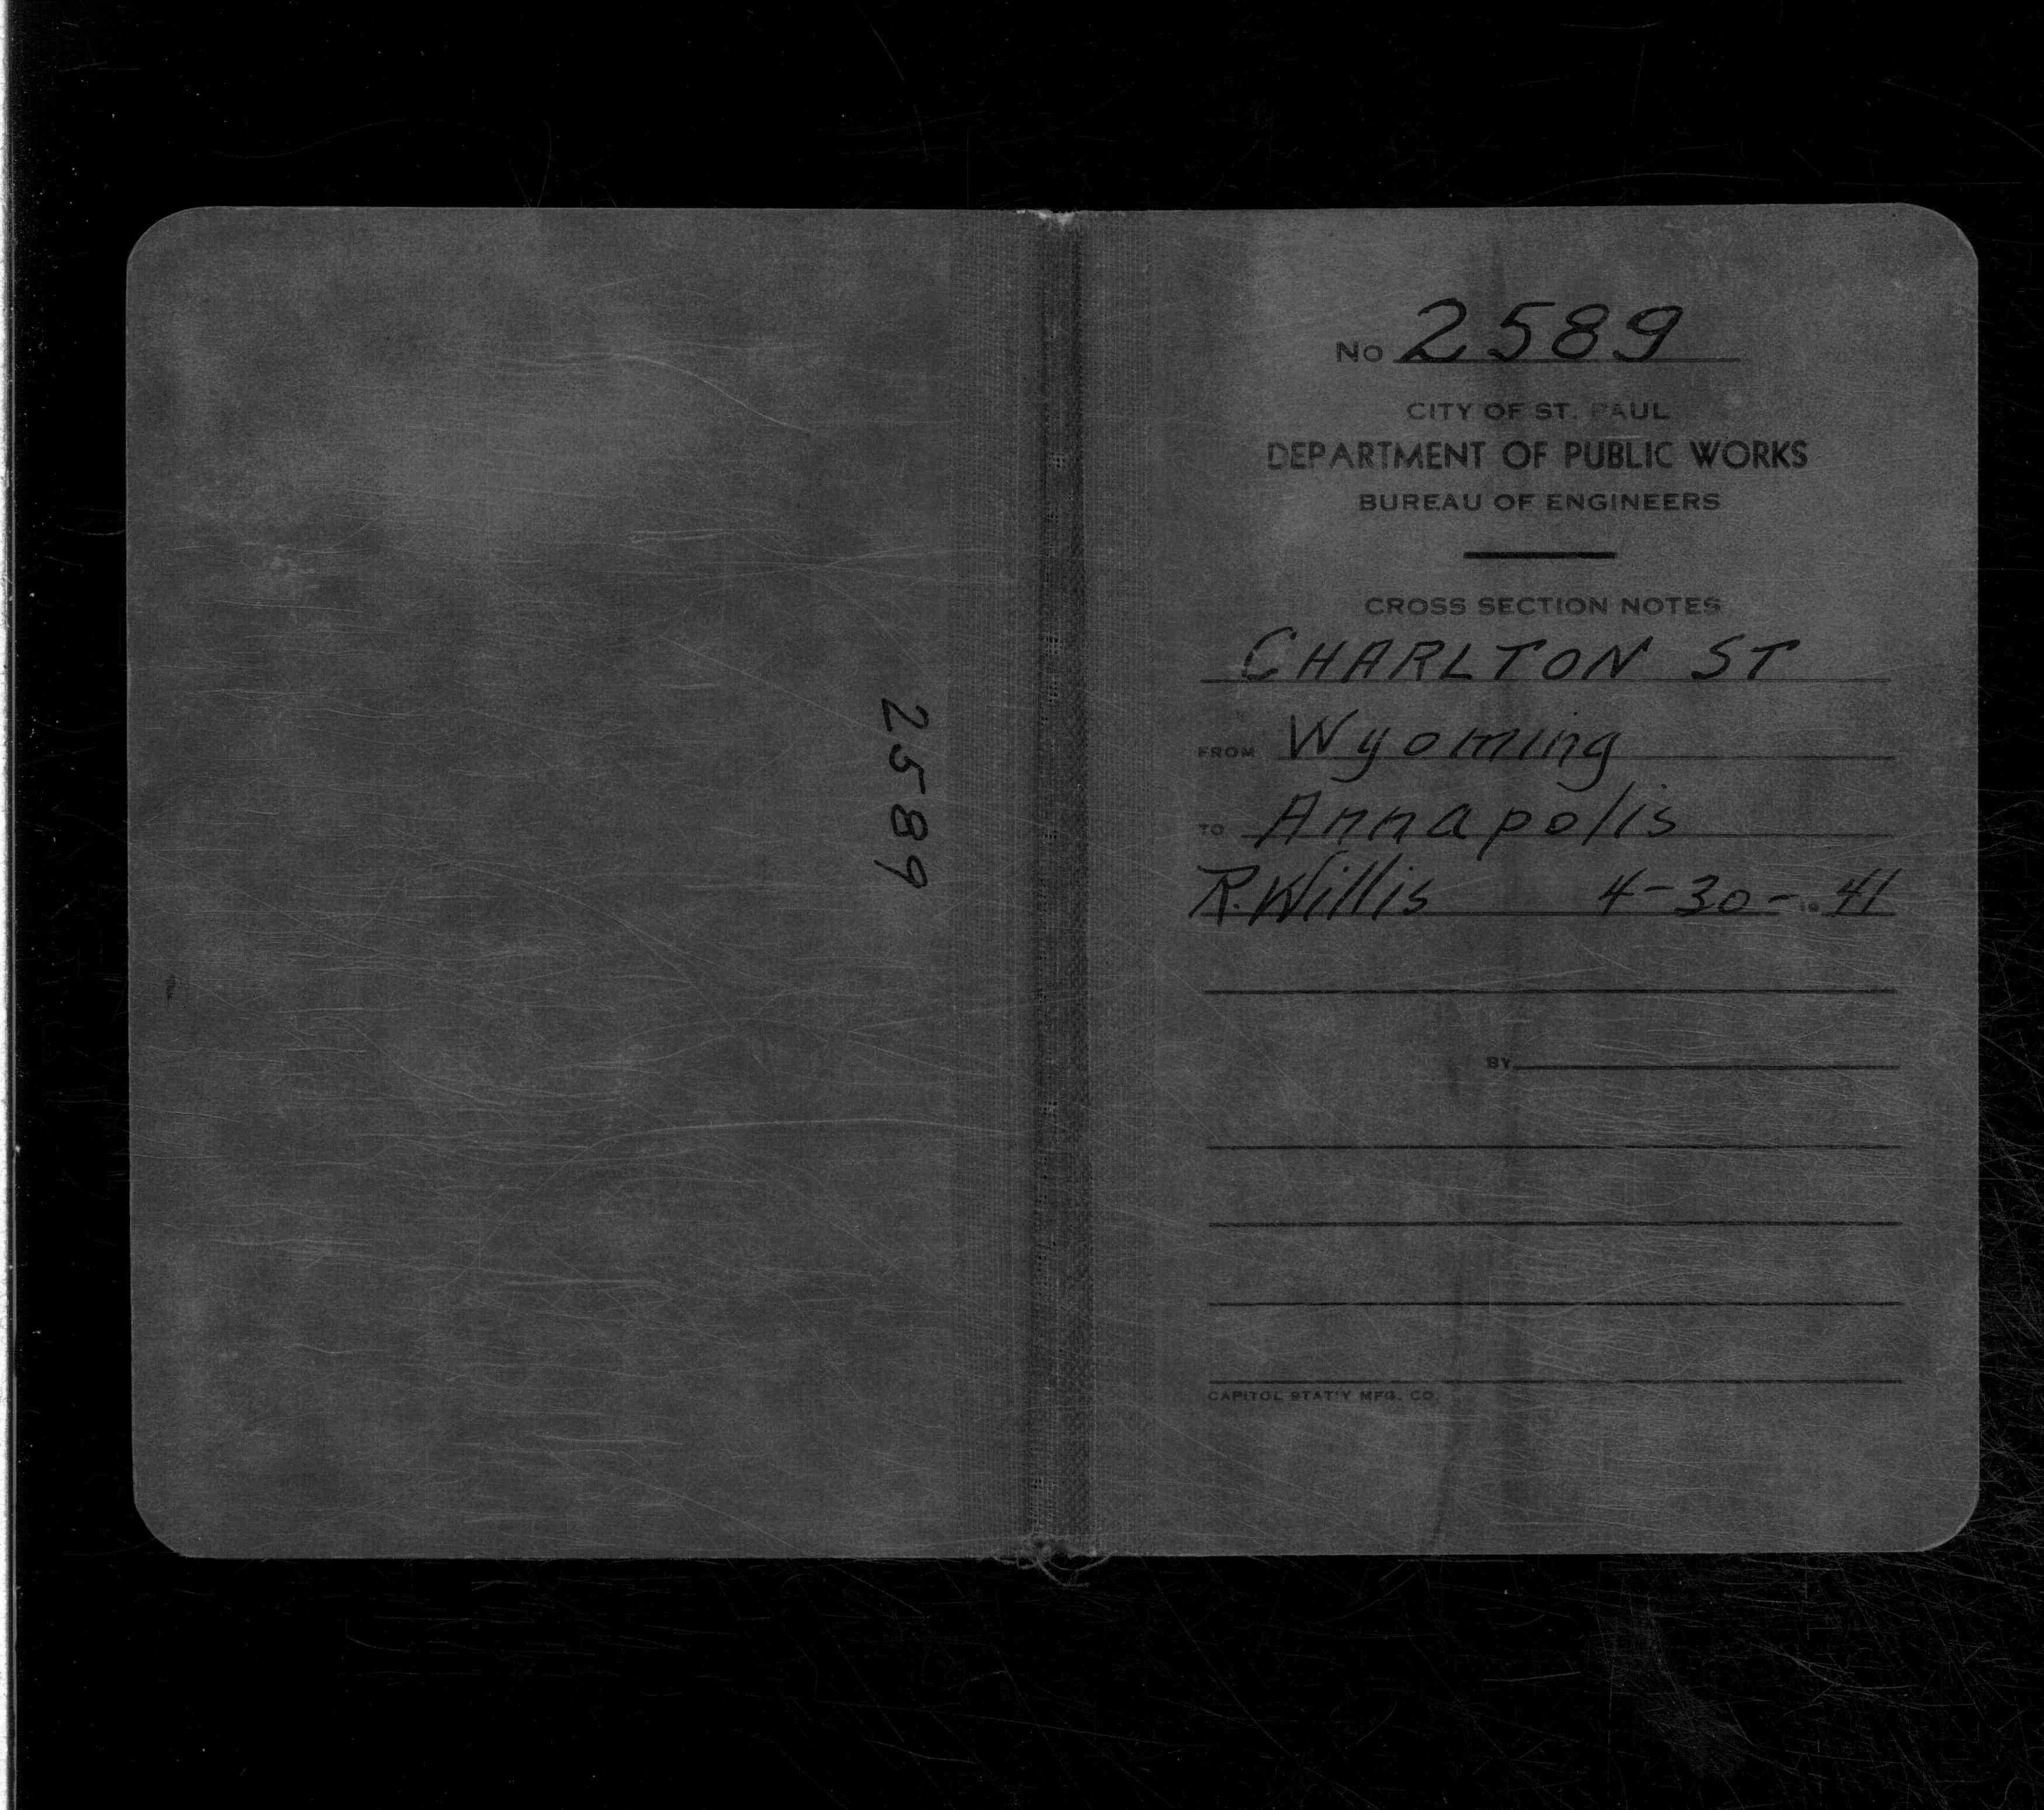 2589
No 2589
CITY OF ST. PAUL
DEPARTMENT OF PUBLIC WORKS
BUREAU OF ENGINEERS
CROSS SECTION NOTES
CHARLTON ST
FROM Wyoming
TO Annapolis
R. Willis 4-30-1941
BY
CAPITOL STAT'Y MFG. CO.